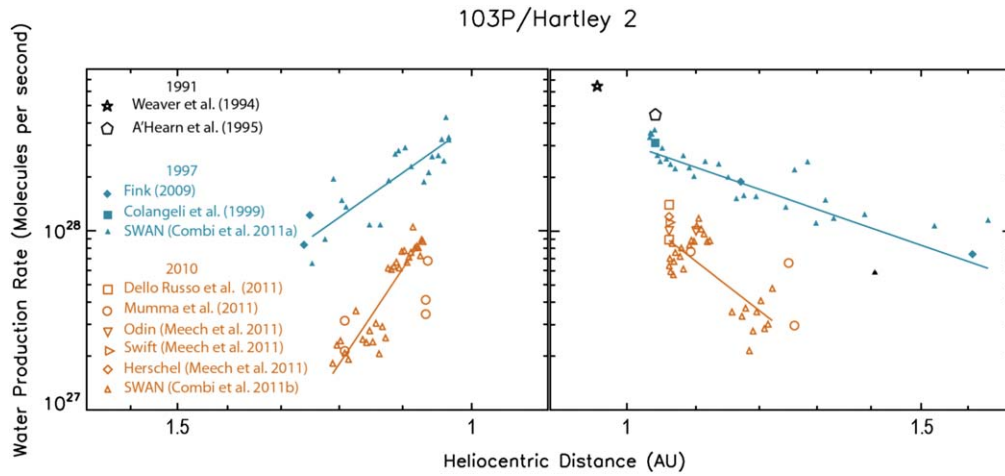 103P/Hartley 2
Water Production Rate (Molecules per second)
10^28
10^27
1991
Weaver et al. (1994)
A'Hearn et al. (1995)
1997
Fink (2009)
Colangeli et al. (1999)
SWAN (Combi et al. 2011a)
2010
Dello Russo et al. (2011)
Mumma et al. (2011)
Odin (Meech et al. 2011)
Swift (Meech et al. 2011)
Herschel (Meech et al. 2011)
SWAN (Combi et al. 2011b)
1.5 1 1 1.5
Heliocentric Distance (AU)